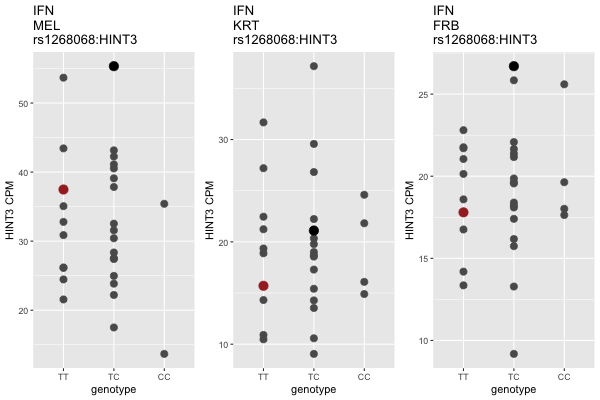 IFN
MEL
rs1268068:HINT3
HINT3 CPM
50
40
30
20
TT
TC
CC
genotype
IFN
KRT
rs1268068:HINT3
HINT3 CPM
30
20
10
TT
TC
CC
genotype
IFN
FRB
rs1268068:HINT3
HINT3 CPM
25
20
15
10
TT
TC
CC
genotype